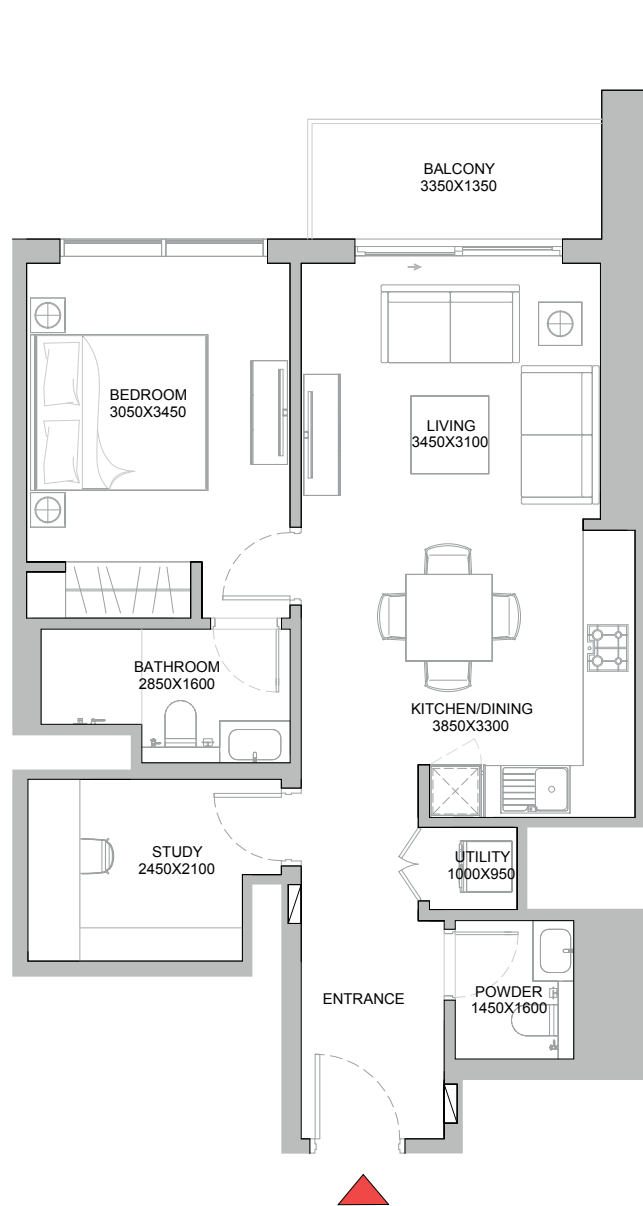 BALCONY
3350X1350
BEDROOM
3050X3450
LIVING
3450X3100
BATHROOM
2850X1600
KITCHEN/DINING
3850X3300
STUDY
2450X2100
UTILITY
1000X950
ENTRANCE
POWDER
1450X1600